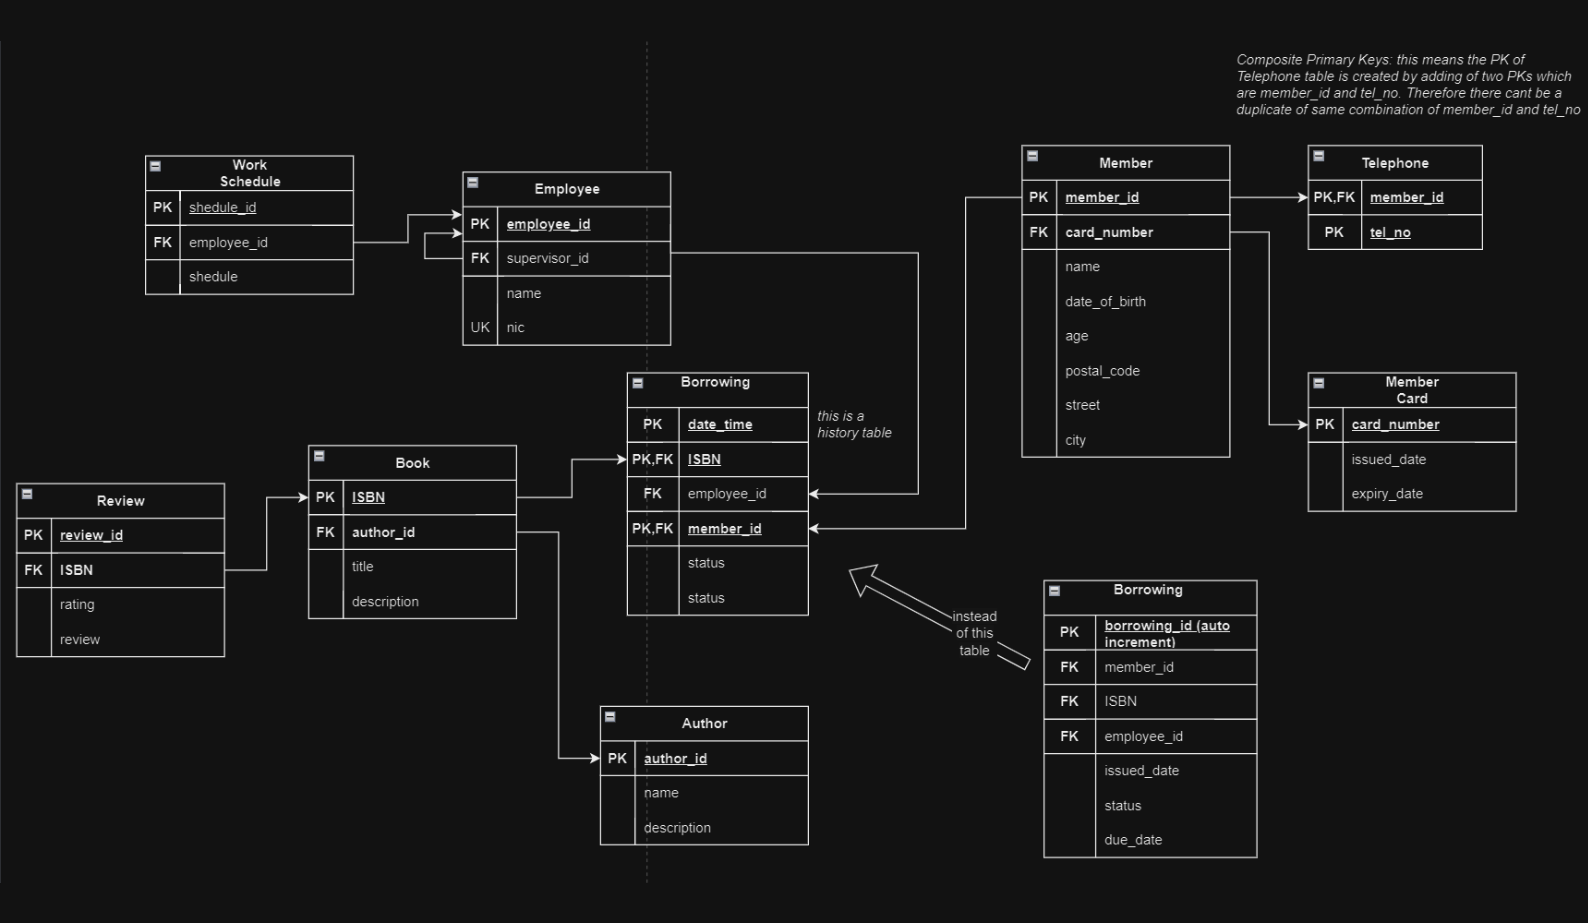 Composite Primary Keys: this means the PK of
Telephone table is created by adding of two PKs which
are member_id and tel_no. Therefore there cant be a
duplicate of same combination of member_id and tel_no
Work
Schedule
PK shedule_id
FK employee_id
shedule
Employee
PK employee_id
FK supervisor_id
name
UK nic
Member
PK member_id
FK card_number
name
date_of_birth
age
postal_code
street
city
Telephone
PK,FK member_id
PK tel_no
Member
Card
PK card_number
issued_date
expiry_date
Borrowing
PK date_time
PK,FK ISBN
FK employee_id
PK,FK member_id
status
status
this is a
history table
Book
PK ISBN
FK author_id
title
description
Review
PK review_id
FK ISBN
rating
review
instead
of this
table
Borrowing
PK borrowing_id (auto
increment)
FK member_id
FK ISBN
FK employee_id
issued_date
status
due_date
Author
PK author_id
name
description